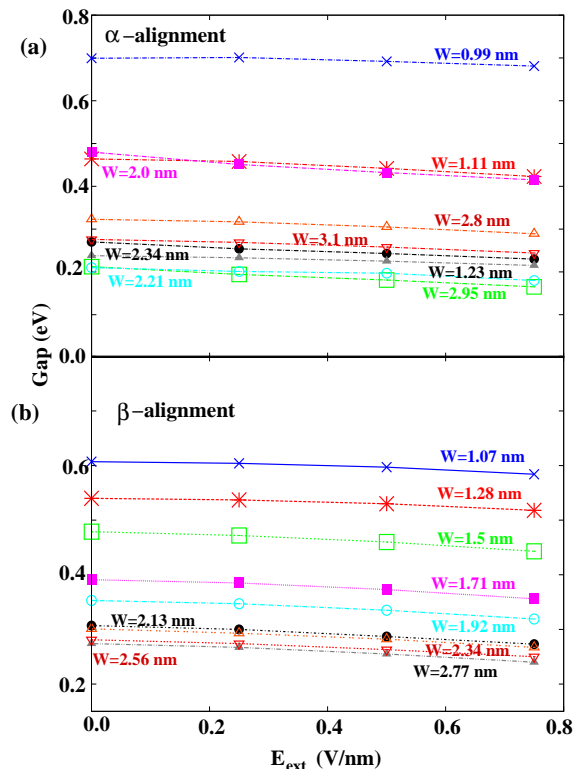 (a)
α−alignment
0.8
W=0.99 nm
0.6
W=1.11 nm
W=2.0 nm
0.4
W=2.8 nm
W=3.1 nm
W=2.34 nm
W=1.23 nm
0.2
W=2.21 nm
W=2.95 nm
0.0
Gap (eV)
(b)
β−alignment
W=1.07 nm
0.6
W=1.28 nm
W=1.5 nm
0.4
W=1.71 nm
W=1.92 nm
W=2.13 nm
W=2.34 nm
W=2.56 nm
W=2.77 nm
0.2
0.0 0.2 0.4 0.6 0.8
E_ext (V/nm)